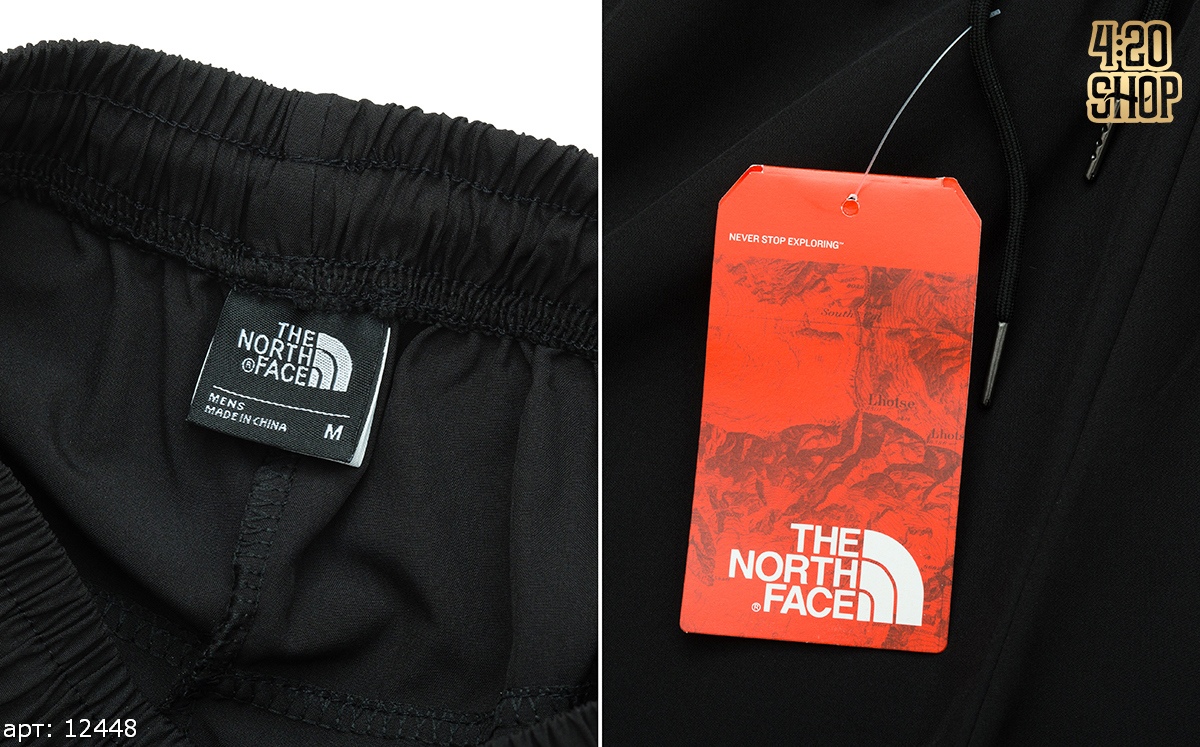 THE
NORTH
®FACE
MENS
MADE IN CHINA
M
арт: 12448
4:20
SHOP
NEVER STOP EXPLORING™
South
Lhotse
Lhots
THE
NORTH
® FACE